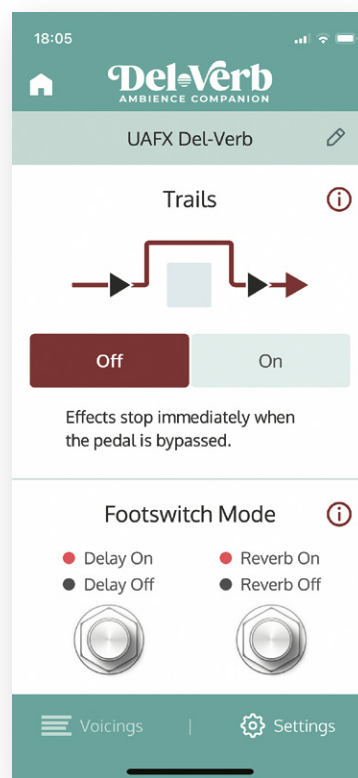 18:05
Del-Verb
AMBIENCE COMPANION
UAFX Del-Verb
Trails
Off
On
Effects stop immediately when
the pedal is bypassed.
Footswitch Mode
Delay On
Reverb On
Delay Off
Reverb Off
Voicings
Settings